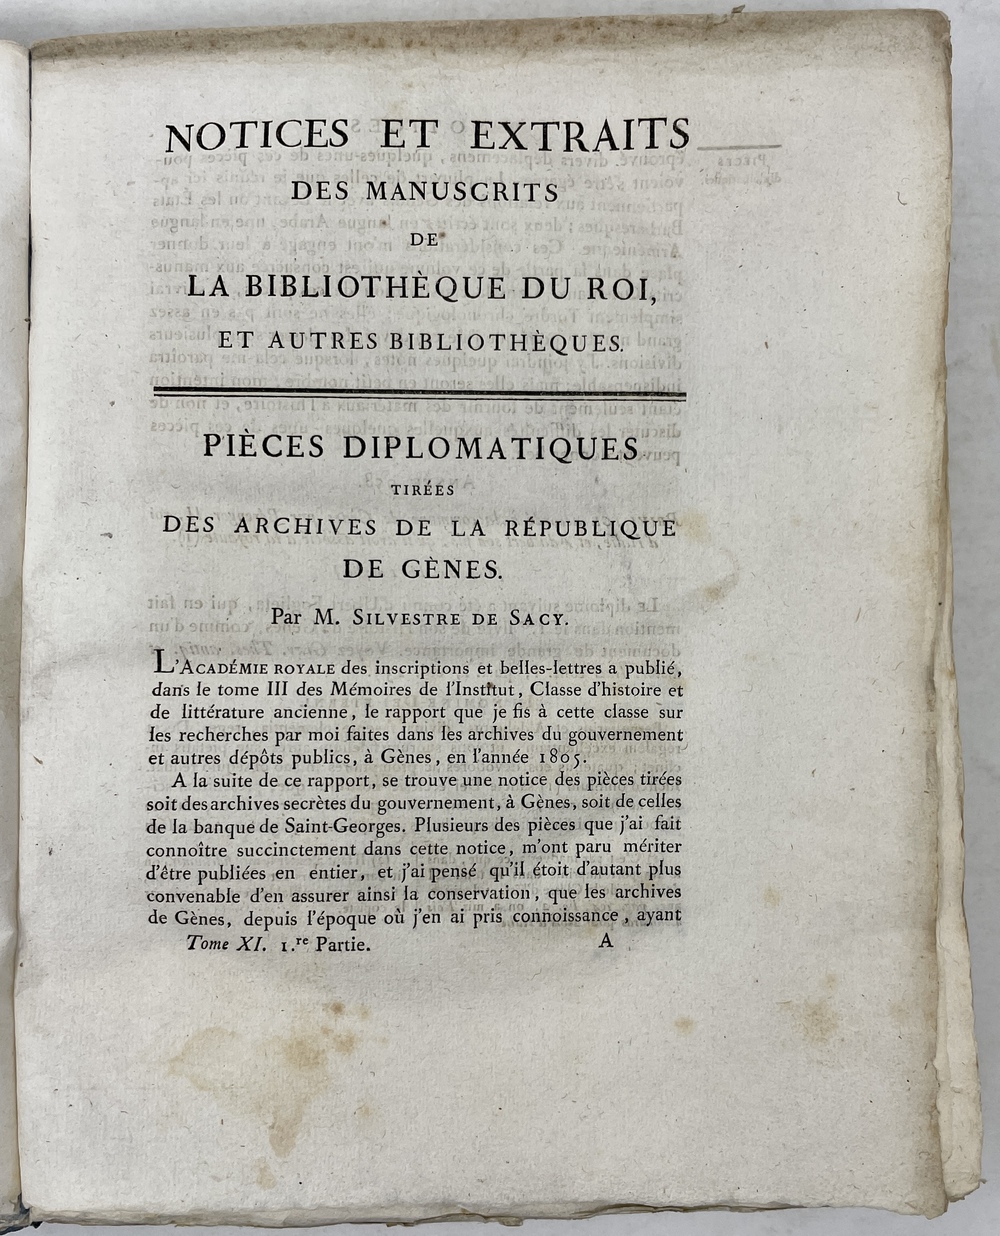 NOTICES ET EXTRAITS
DES MANUSCRITS
DE
LA BIBLIOTHÈQUE DU ROI,
ET AUTRES BIBLIOTHÈQUES.
PIÈCES DIPLOMATIQUES
TIRÉES
DES ARCHIVES DE LA RÉPUBLIQUE
DE GÈNES.
Par M. SILVESTRE DE SACY.
L'ACADÉMIE ROYALE des inscriptions et belles-lettres a publié,
dans le tome III des Mémoires de l'Institut, Classe d'histoire et
de littérature ancienne, le rapport que je fis à cette classe sur
les recherches par moi faites dans les archives du gouvernement
et autres dépôts publics, à Gènes, en l'année 1805.
A la suite de ce rapport, se trouve une notice des pièces tirées
soit des archives secrètes du gouvernement, à Gènes, soit de celles
de la banque de Saint-Georges. Plusieurs des pièces que j'ai fait
connoître succinctement dans cette notice, m'ont paru mériter
d'être publiées en entier, et j'ai pensé qu'il étoit d'autant plus
convenable d'en assurer ainsi la conservation, que les archives
de Gènes, depuis l'époque où j'en ai pris connoissance, ayant
Tome XI. 1.re Partie. A